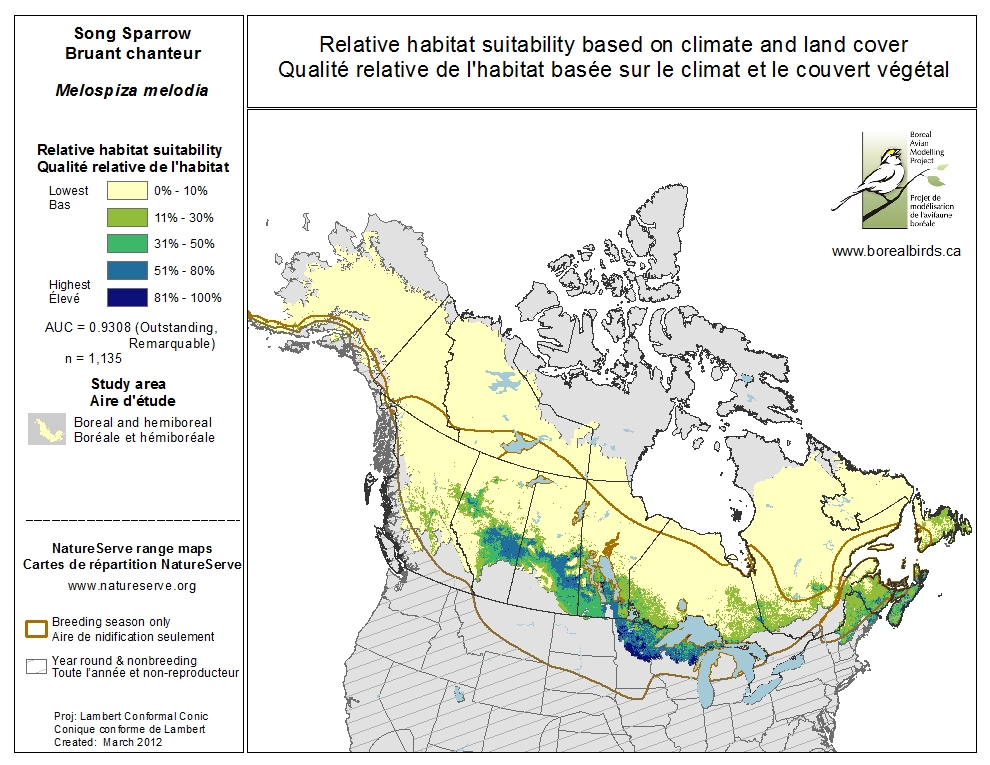 Song Sparrow
Bruant chanteur
Melospiza melodia
Relative habitat suitability
Qualité relative de l'habitat
Lowest
Bas
0% - 10%
11% - 30%
31% - 50%
51% - 80%
Highest
Élevé
81% - 100%
AUC = 0.9308 (Outstanding,
Remarquable)
n = 1,135
Study area
Aire d'étude
Boreal and hemiboreal
Boréale et hémiboréale
NatureServe range maps
Cartes de répartition NatureServe
www.natureserve.org
Breeding season only
Aire de nidification seulement
Year round & nonbreeding
Toute l'année et non-reproducteur
Proj: Lambert Conformal Conic
Conique conforme de Lambert
Created: March 2012
Relative habitat suitability based on climate and land cover
Qualité relative de l'habitat basée sur le climat et le couvert végétal
Boreal
Avian
Modelling
Project
Projet de
modélisation
de l'avifaune
boréale
www.borealbirds.ca